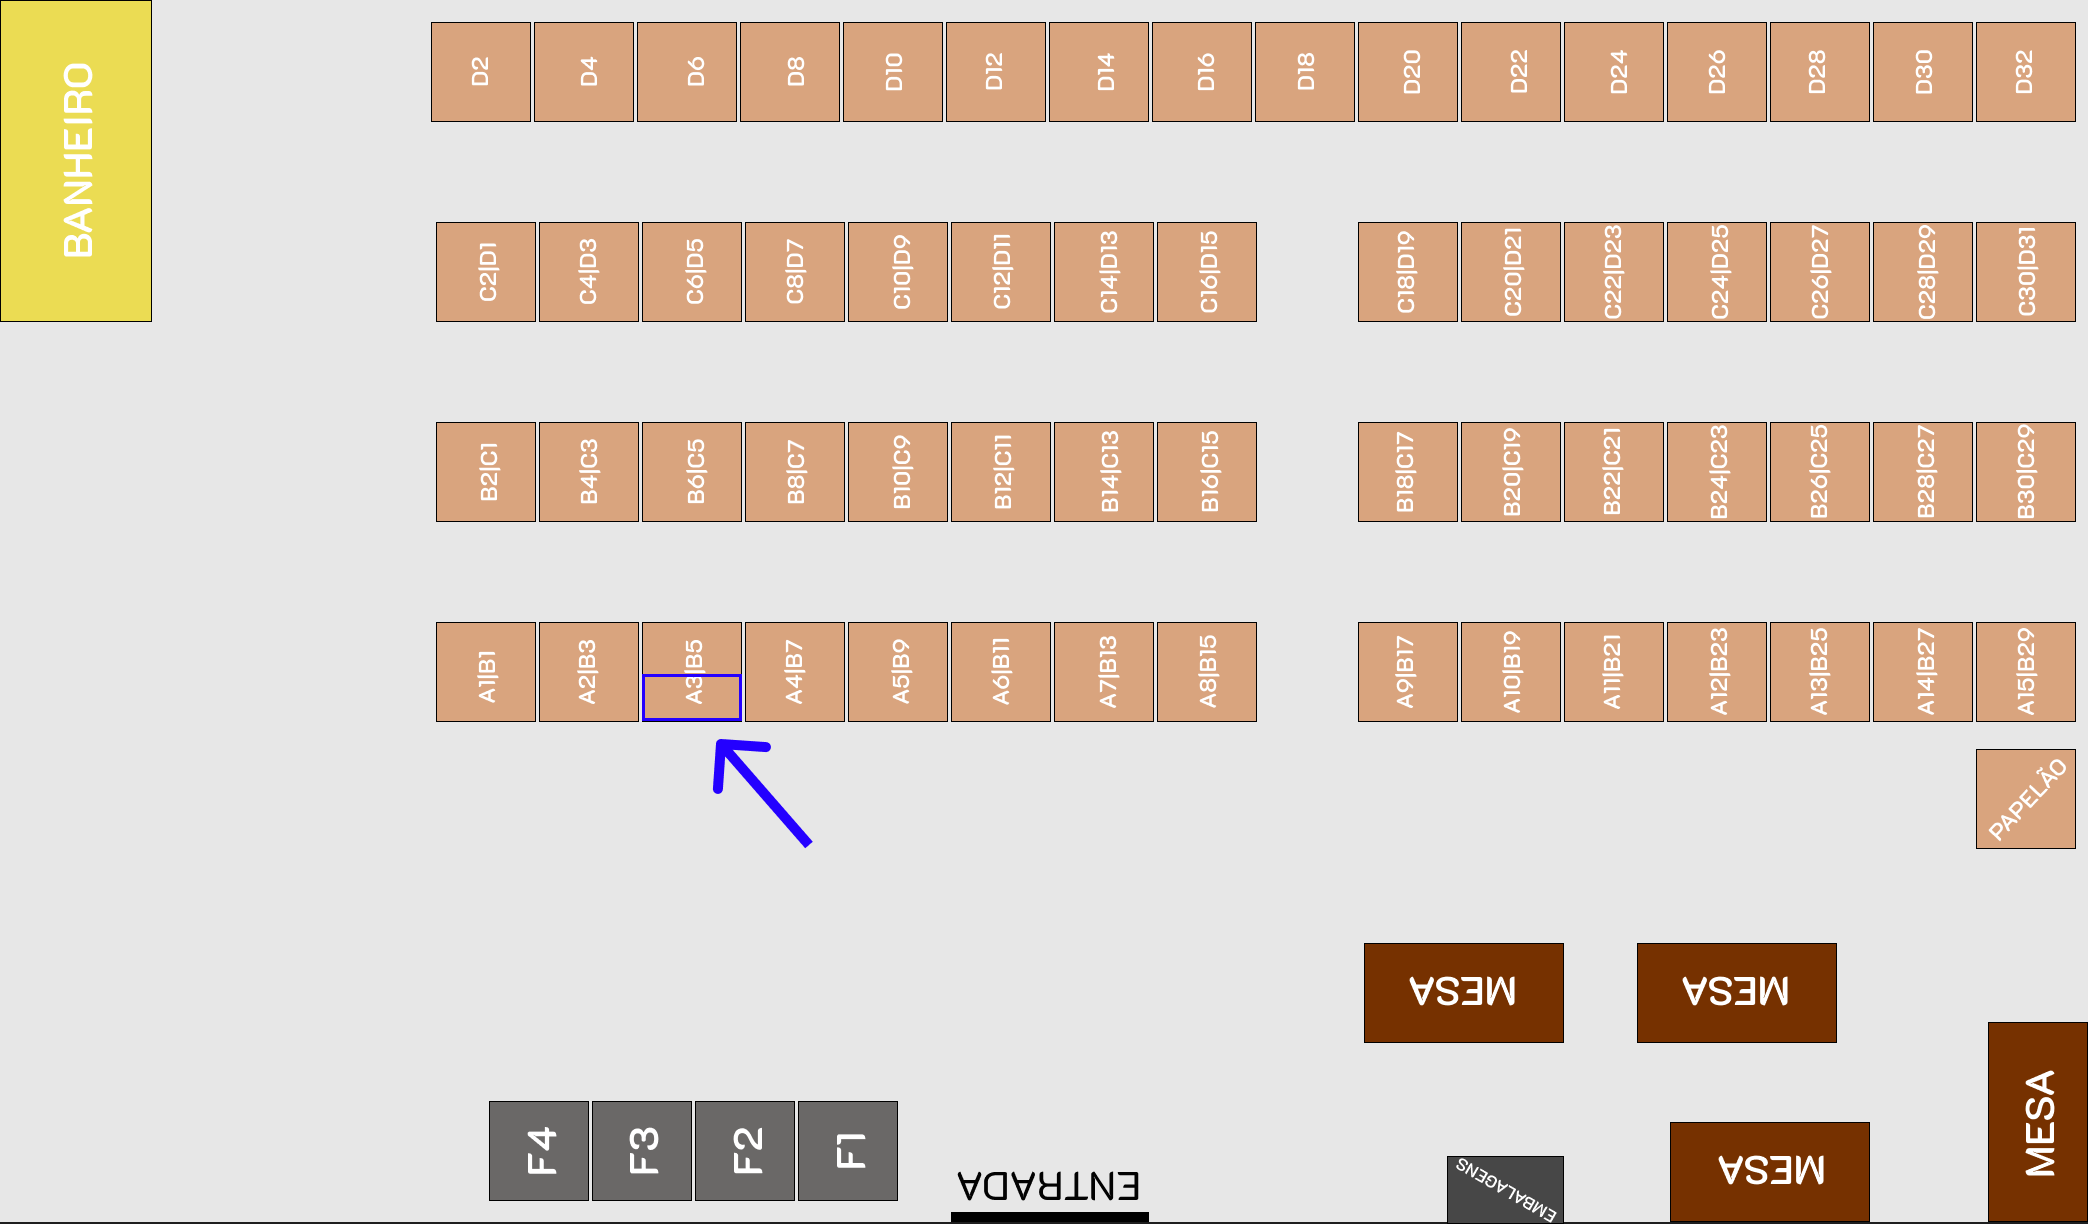 BANHEIRO
D2
D4
D6
D8
D10
D12
D14
D16
D18
D20
D22
D24
D26
D28
D30
D32
C2|D1
C4|D3
C6|D5
C8|D7
C10|D9
C12|D11
C14|D13
C16|D15
C18|D19
C20|D21
C22|D23
C24|D25
C26|D27
C28|D29
C30|D31
B2|C1
B4|C3
B6|C5
B8|C7
B10|C9
B12|C11
B14|C13
B16|C15
B18|C17
B20|C19
B22|C21
B24|C23
B26|C25
B28|C27
B30|C29
A1|B1
A2|B3
A3|B5
A4|B7
A5|B9
A6|B11
A7|B13
A8|B15
A9|B17
A10|B19
A11|B21
A12|B23
A13|B25
A14|B27
A15|B29
PAPELÃO
MESA
MESA
MESA
MESA
F4
F3
F2
F1
ENTRADA
EMBALAGENS